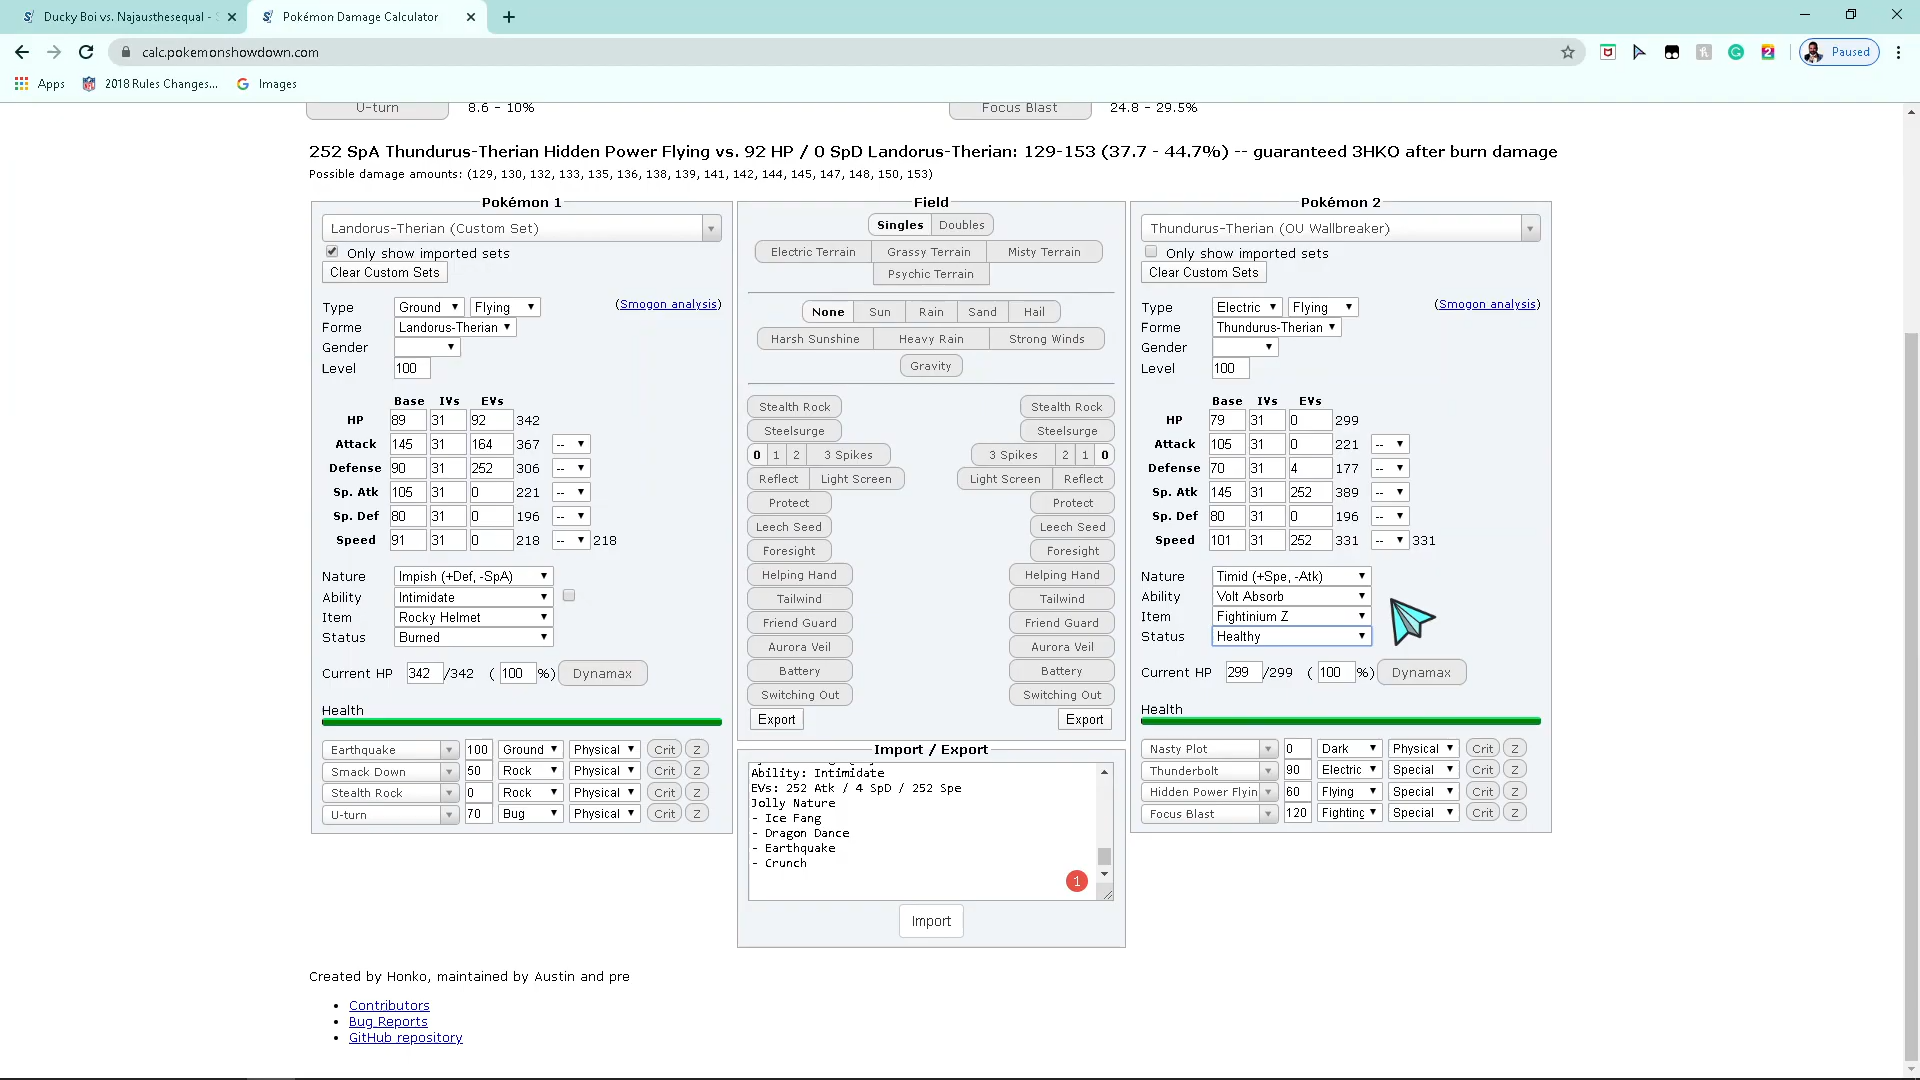 Ducky Boi vs. Najausthesequal -
Pokémon Damage Calculator
calc.pokemonshowdown.com
Paused
Apps 2018 Rules Changes... Images
U-turn 8.6 - 10% Focus Blast 24.8 - 29.5%
252 SpA Thundurus-Therian Hidden Power Flying vs. 92 HP / 0 SpD Landorus-Therian: 129-153 (37.7 - 44.7%) -- guaranteed 3HKO after burn damage
Possible damage amounts: (129, 130, 132, 133, 135, 136, 138, 139, 141, 142, 144, 145, 147, 148, 150, 153)
Pokémon 1
Landorus-Therian (Custom Set)
Only show imported sets
Clear Custom Sets
Type Ground Flying (Smogon analysis)
Forme Landorus-Therian
Gender
Level 100
Base IVs EVs
HP 89 31 92 342
Attack 145 31 164 367 --
Defense 90 31 252 306 --
Sp. Atk 105 31 0 221 --
Sp. Def 80 31 0 196 --
Speed 91 31 0 218 -- 218
Nature Impish (+Def, -SpA)
Ability Intimidate
Item Rocky Helmet
Status Burned
Current HP 342 /342 ( 100 %) Dynamax
Health
Earthquake 100 Ground Physical Crit Z
Smack Down 50 Rock Physical Crit Z
Stealth Rock 0 Rock Physical Crit Z
U-turn 70 Bug Physical Crit Z
Field
Singles Doubles
Electric Terrain Grassy Terrain Misty Terrain
Psychic Terrain
None Sun Rain Sand Hail
Harsh Sunshine Heavy Rain Strong Winds
Gravity
Stealth Rock Stealth Rock
Steelsurge Steelsurge
0 1 2 3 Spikes 3 Spikes 2 1 0
Reflect Light Screen Light Screen Reflect
Protect Protect
Leech Seed Leech Seed
Foresight Foresight
Helping Hand Helping Hand
Tailwind Tailwind
Friend Guard Friend Guard
Aurora Veil Aurora Veil
Battery Battery
Switching Out Switching Out
Export Export
Import / Export
Ability: Intimidate
EVs: 252 Atk / 4 SpD / 252 Spe
Jolly Nature
- Ice Fang
- Dragon Dance
- Earthquake
- Crunch
1
Import
Pokémon 2
Thundurus-Therian (OU Wallbreaker)
Only show imported sets
Clear Custom Sets
Type Electric Flying (Smogon analysis)
Forme Thundurus-Therian
Gender
Level 100
Base IVs EVs
HP 79 31 0 299
Attack 105 31 0 221 --
Defense 70 31 4 177 --
Sp. Atk 145 31 252 389 --
Sp. Def 80 31 0 196 --
Speed 101 31 252 331 -- 331
Nature Timid (+Spe, -Atk)
Ability Volt Absorb
Item Fightinium Z
Status Healthy
Current HP 299 /299 ( 100 %) Dynamax
Health
Nasty Plot 0 Dark Physical Crit Z
Thunderbolt 90 Electric Special Crit Z
Hidden Power Flyin 60 Flying Special Crit Z
Focus Blast 120 Fighting Special Crit Z
Created by Honko, maintained by Austin and pre
• Contributors
• Bug Reports
• GitHub repository